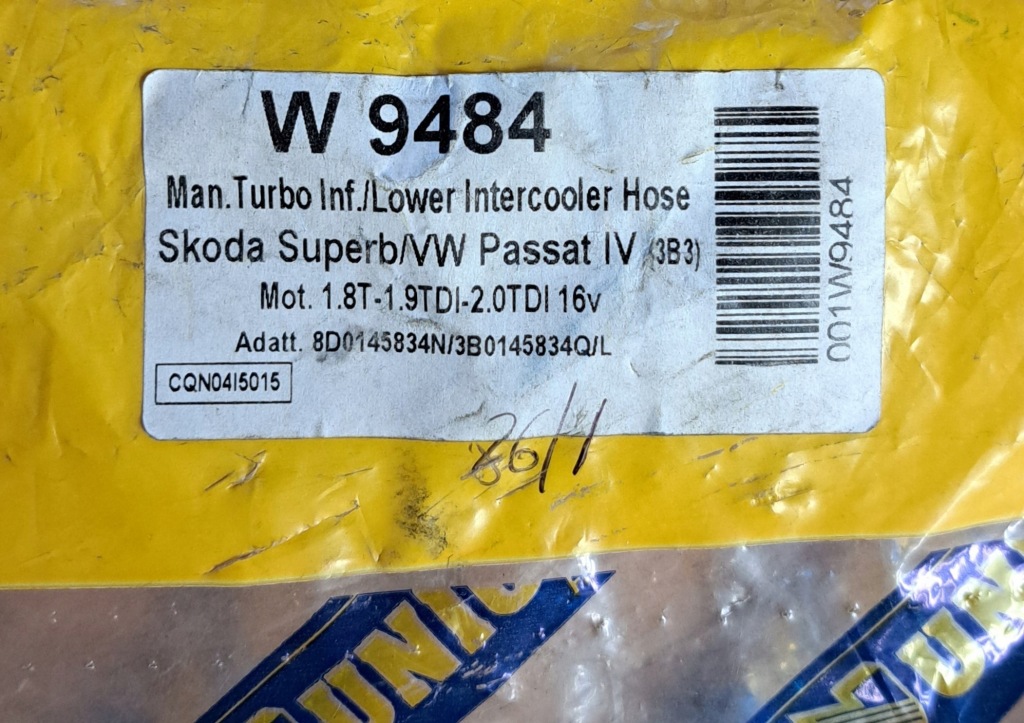 W 9484
Man.Turbo Inf./Lower Intercooler Hose
Skoda Superb/VW Passat IV (3B3)
Mot. 1.8T-1.9TDI-2.0TDI 16v
Adatt. 8D0145834N/3B0145834Q/L
CQN04I5015
001W9484